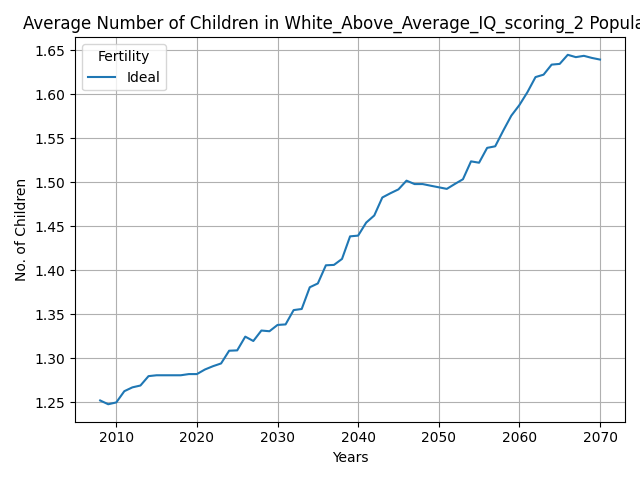 Average Number of Children in White_Above_Average_IQ_scoring_2 Popula
Fertility
Ideal
No. of Children
1.65
1.60
1.55
1.50
1.45
1.40
1.35
1.30
1.25
2010 2020 2030 2040 2050 2060 2070
Years